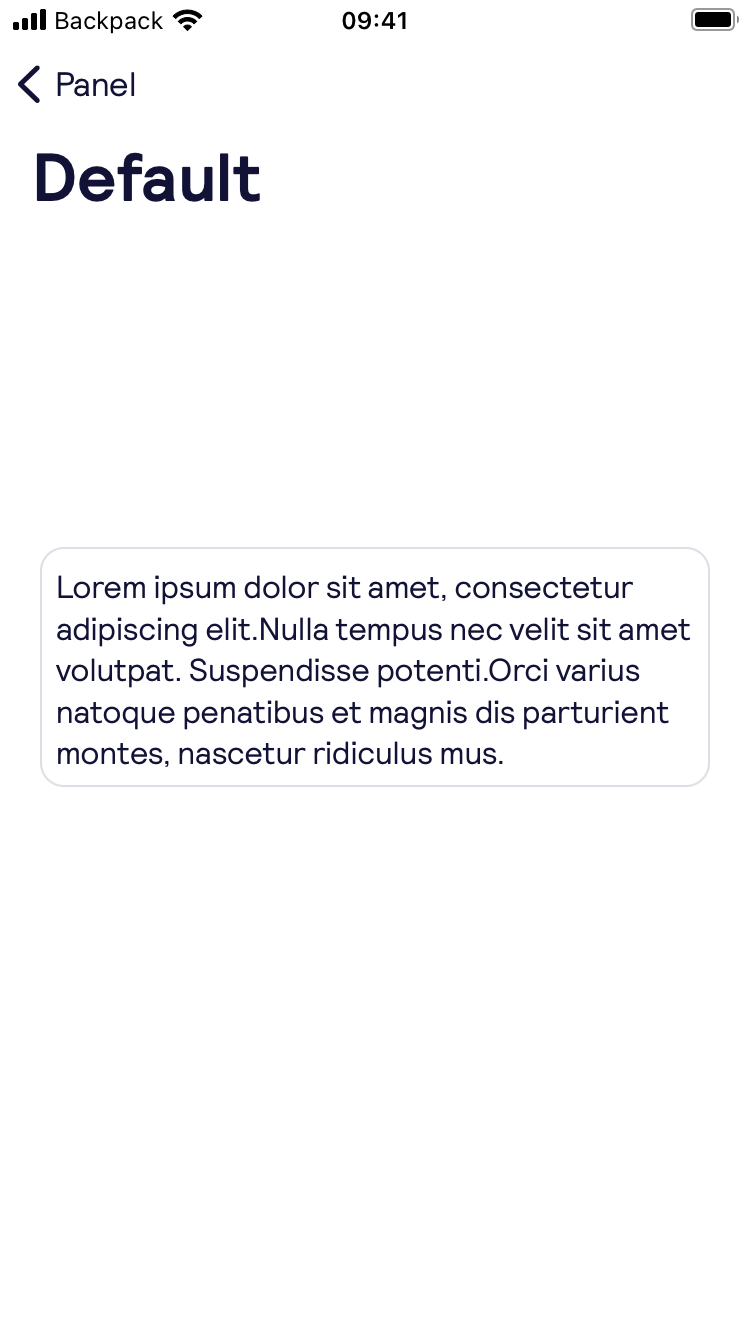 Backpack 09:41
Panel
Default
Lorem ipsum dolor sit amet, consectetur
adipiscing elit.Nulla tempus nec velit sit amet
volutpat. Suspendisse potenti.Orci varius
natoque penatibus et magnis dis parturient
montes, nascetur ridiculus mus.